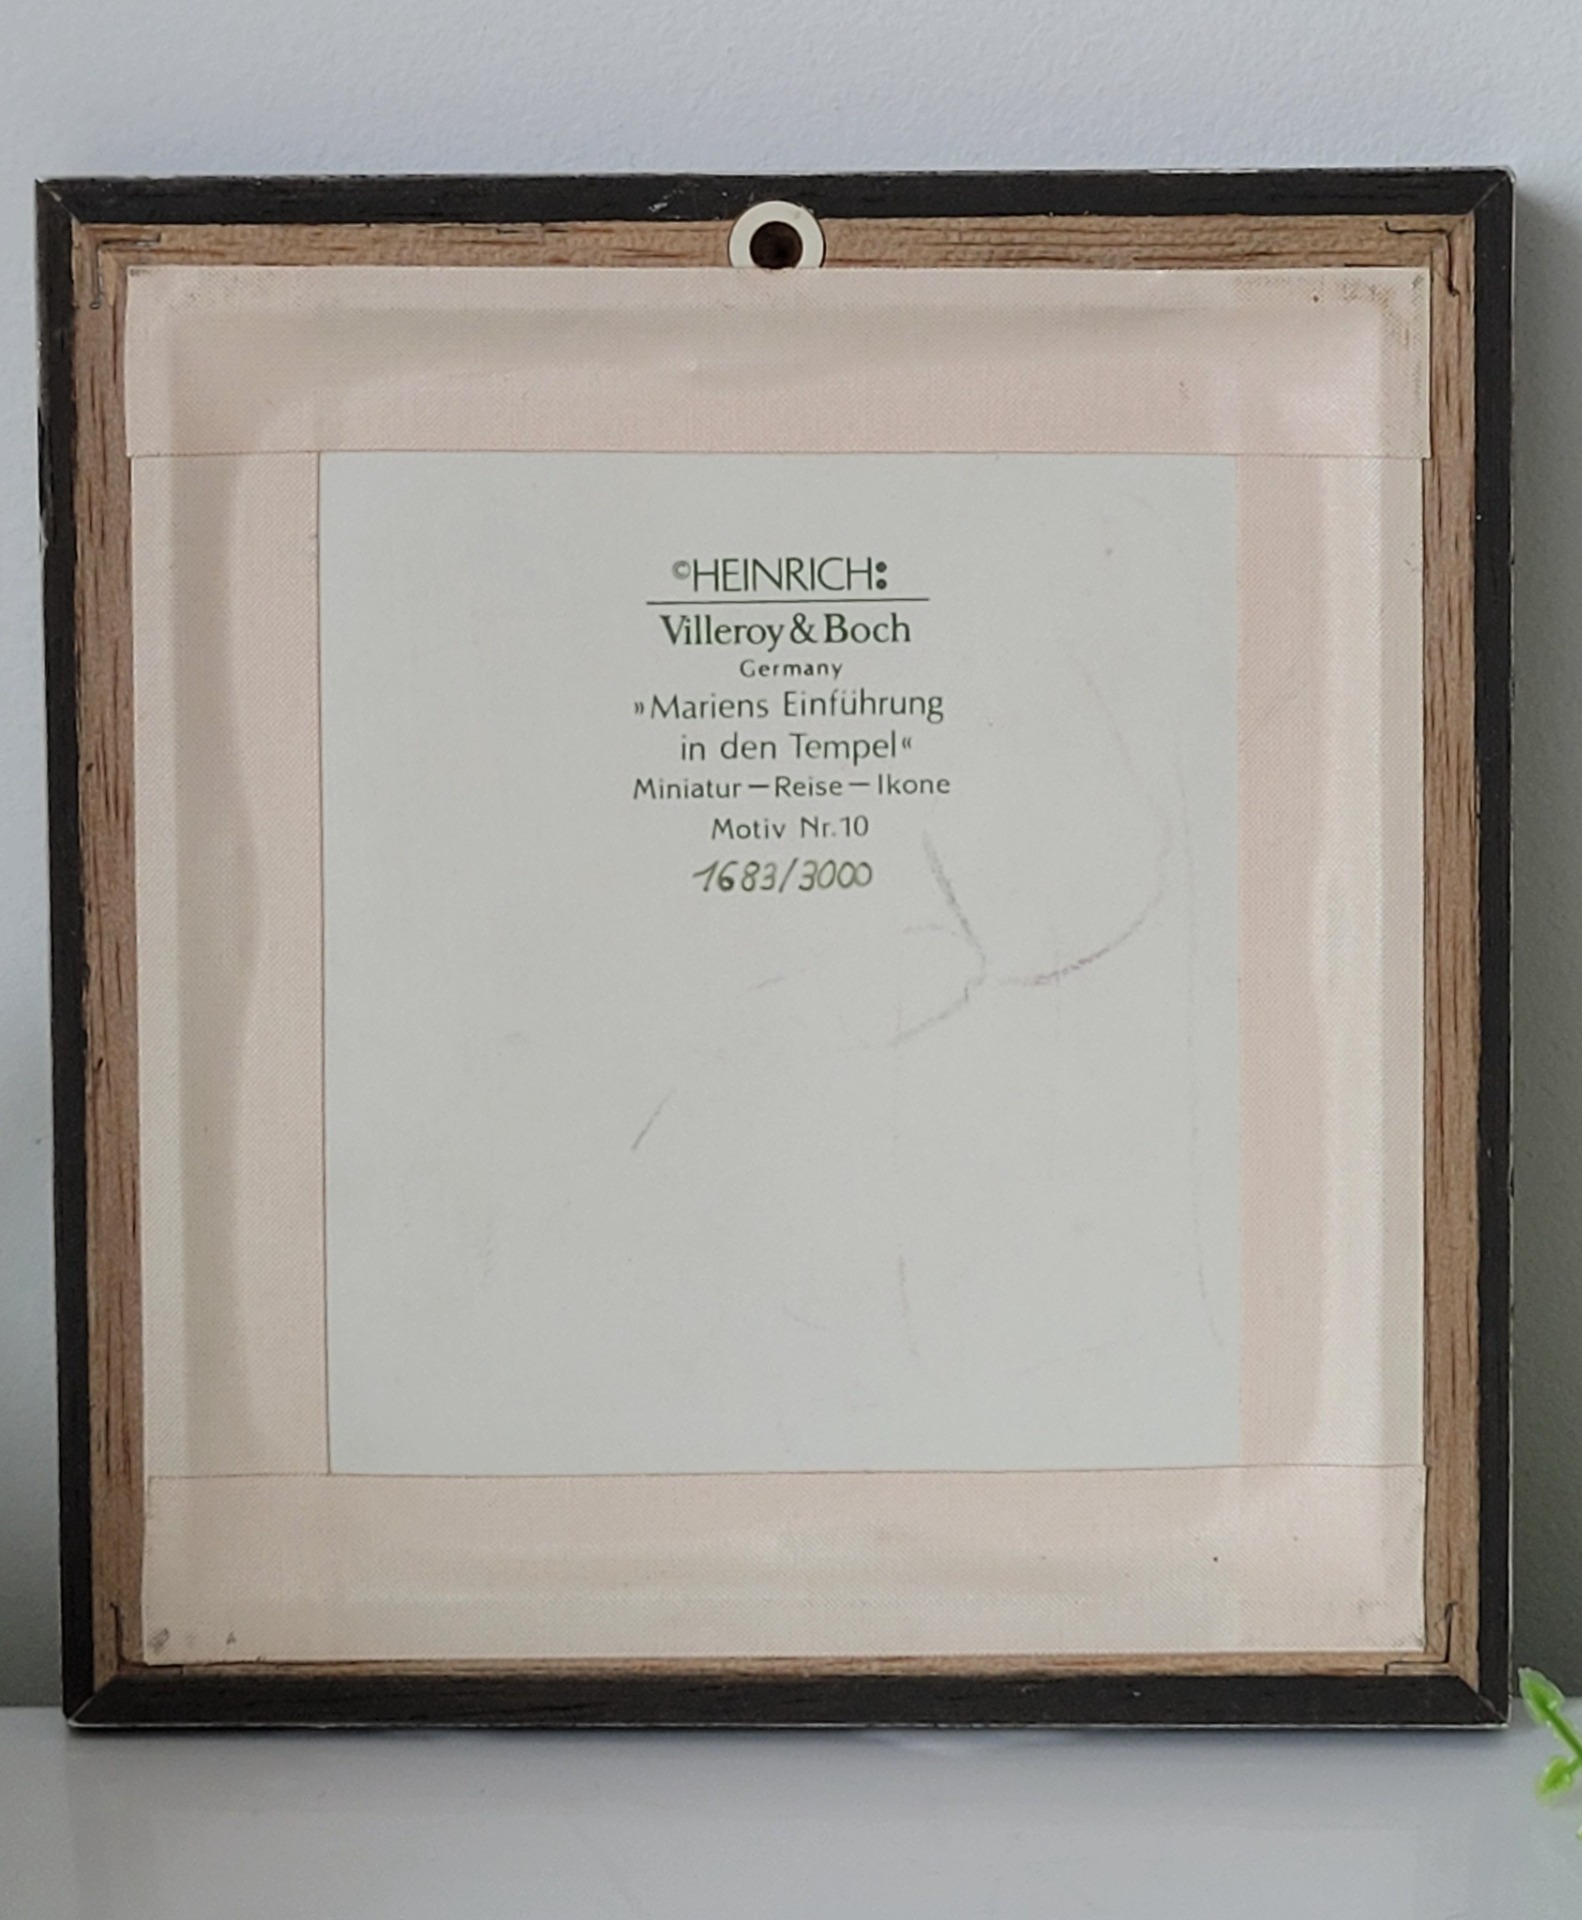 ©HEINRICH:
Villeroy & Boch
Germany
»Mariens Einführung
in den Tempel«
Miniatur—Reise—Ikone
Motiv Nr. 10
1683/3000